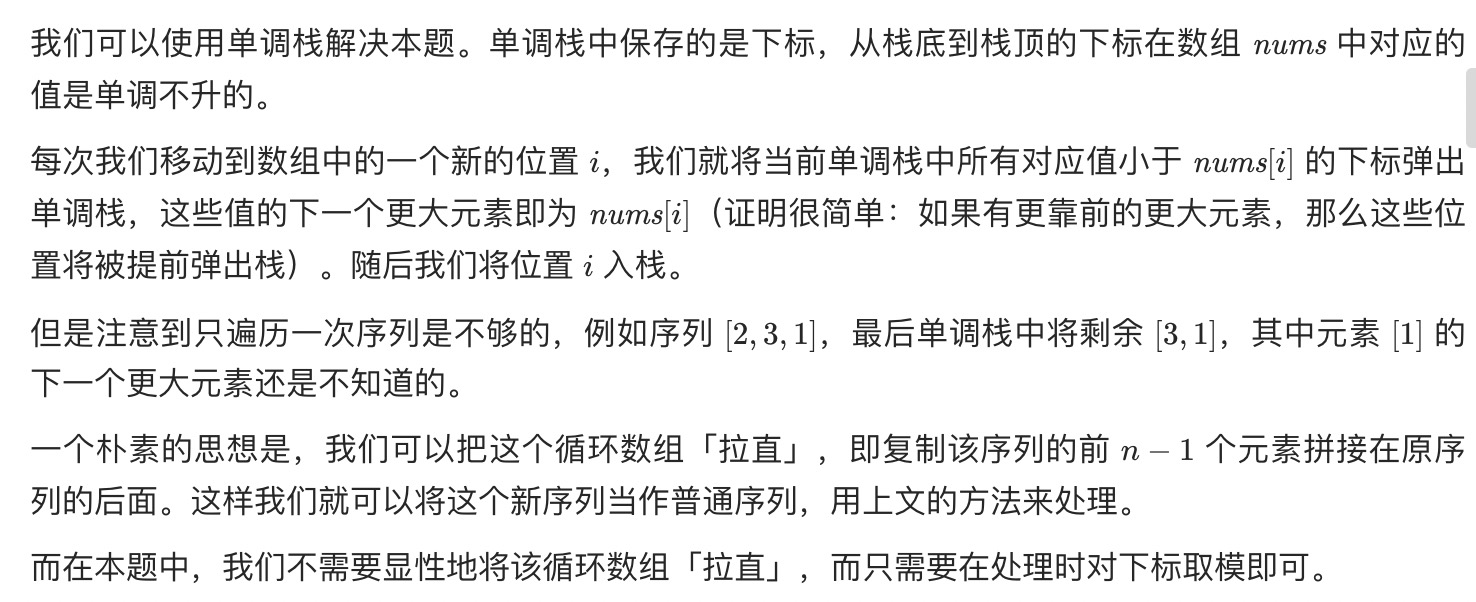 我们可以使用单调栈解决本题。单调栈中保存的是下标，从栈底到栈顶的下标在数组 nums 中对应的
值是单调不升的。
每次我们移动到数组中的一个新的位置 i，我们就将当前单调栈中所有对应值小于 nums[i] 的下标弹出
单调栈，这些值的下一个更大元素即为 nums[i]（证明很简单：如果有更靠前的更大元素，那么这些位
置将被提前弹出栈）。随后我们将位置 i 入栈。
但是注意到只遍历一次序列是不够的，例如序列 [2, 3, 1]，最后单调栈中将剩余 [3, 1]，其中元素 [1] 的
下一个更大元素还是不知道的。
一个朴素的思想是，我们可以把这个循环数组「拉直」，即复制该序列的前 n − 1 个元素拼接在原序
列的后面。这样我们就可以将这个新序列当作普通序列，用上文的方法来处理。
而在本题中，我们不需要显性地将该循环数组「拉直」，而只需要在处理时对下标取模即可。